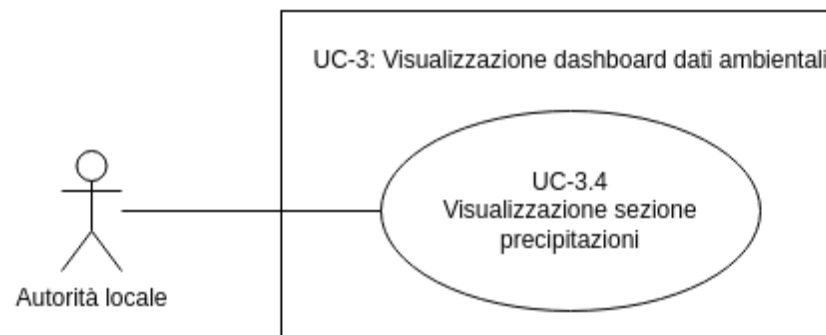 UC-3: Visualizzazione dashboard dati ambientali
UC-3.4
Visualizzazione sezione
precipitazioni
Autorità locale